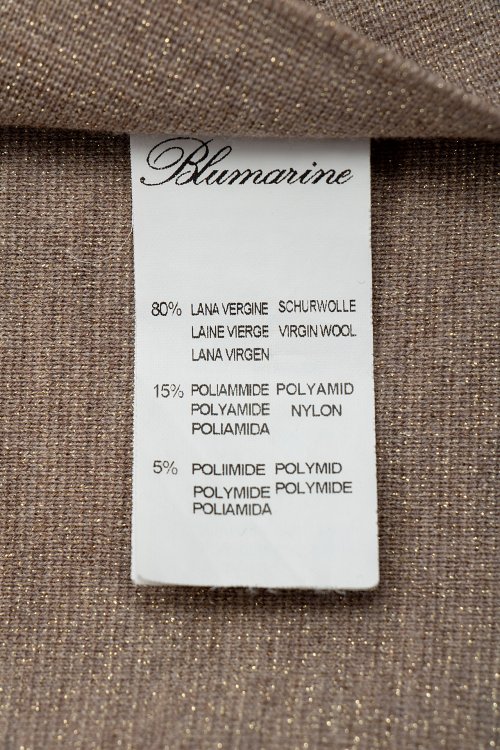 Blumarine
80% LANA VERGINE SCHURWOLLE
LAINE VIERGE VIRGIN WOOL
LANA VIRGEN
15% POLIAMMIDE POLYAMID
POLYAMIDE NYLON
POLIAMIDA
5% POLIIMIDE POLYMID
POLYMIDE POLYMIDE
POLIAMIDA